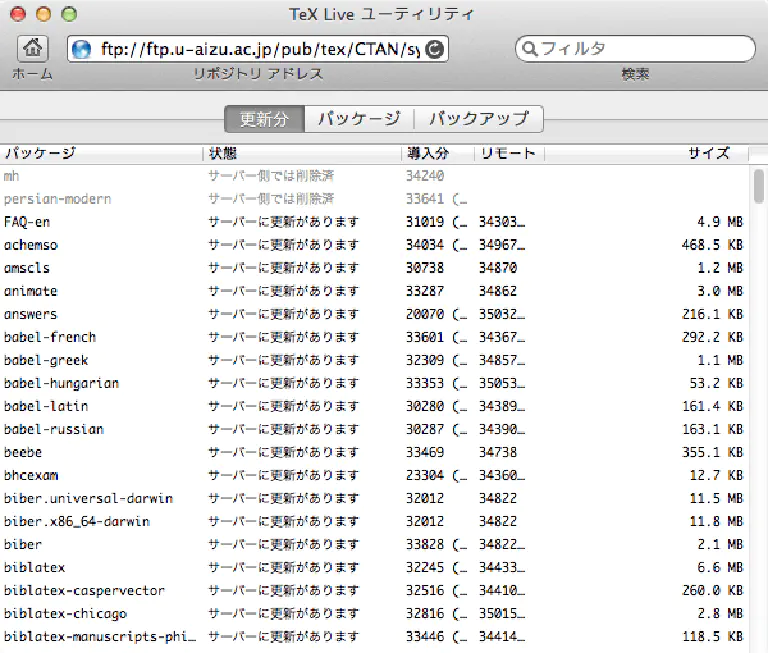 TeX Live ユーティリティ
ftp://ftp.u-aizu.ac.jp/pub/tex/CTAN/sy フィルタ
ホーム リポジトリ アドレス 検索
更新分 パッケージ バックアップ
パッケージ 状態 導入分 リモート サイズ
mh サーバー側では削除済 34240
persian-modern サーバー側では削除済 33641 (…
FAQ-en サーバーに更新があります 31019 (… 34303… 4.9 MB
achemso サーバーに更新があります 34034 (… 34967… 468.5 KB
amscls サーバーに更新があります 30738 34870 1.2 MB
animate サーバーに更新があります 33287 34862 3.0 MB
answers サーバーに更新があります 20070 (… 35032… 216.1 KB
babel-french サーバーに更新があります 33601 (… 34367… 292.2 KB
babel-greek サーバーに更新があります 32309 (… 34857… 1.1 MB
babel-hungarian サーバーに更新があります 33353 (… 35053… 53.2 KB
babel-latin サーバーに更新があります 30280 (… 34389… 161.4 KB
babel-russian サーバーに更新があります 30287 (… 34390… 163.1 KB
beebe サーバーに更新があります 33469 34738 355.1 KB
bhcexam サーバーに更新があります 23304 (… 34360… 12.7 KB
biber.universal-darwin サーバーに更新があります 32012 34822 11.5 MB
biber.x86_64-darwin サーバーに更新があります 32012 34822 11.8 MB
biber サーバーに更新があります 33828 (… 34822… 2.1 MB
biblatex サーバーに更新があります 32245 (… 34433… 6.6 MB
biblatex-caspervector サーバーに更新があります 32516 (… 34410… 260.0 KB
biblatex-chicago サーバーに更新があります 32816 (… 35015… 2.8 MB
biblatex-manuscripts-phi… サーバーに更新があります 33446 (… 34414… 118.5 KB